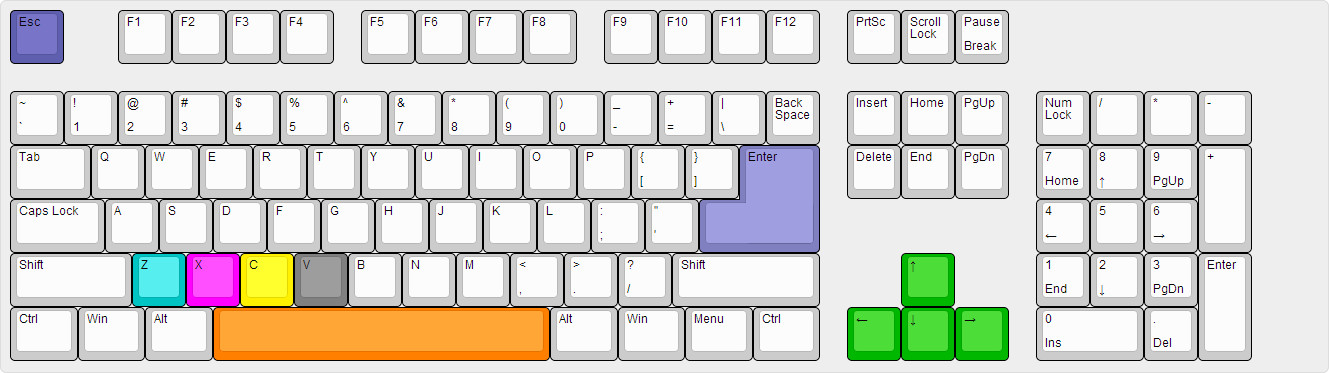 Esc F1 F2 F3 F4 F5 F6 F7 F8 F9 F10 F11 F12 PrtSc Scroll Pause
Lock
Break
~ ! @ # $ % ^ & * ( ) _ + | Back Insert Home PgUp Num / * -
Space Lock
` 1 2 3 4 5 6 7 8 9 0 - = \
Tab Q W E R T Y U I O P { } Enter Delete End PgDn 7 8 9 +
[ ] Home ↑ PgUp
Caps Lock A S D F G H J K L : " 4 5 6
; ' ← →
Shift Z X C V B N M < > ? Shift ↑ 1 2 3 Enter
, . / End ↓ PgDn
Ctrl Win Alt Alt Win Menu Ctrl ← ↓ → 0 .
Ins Del